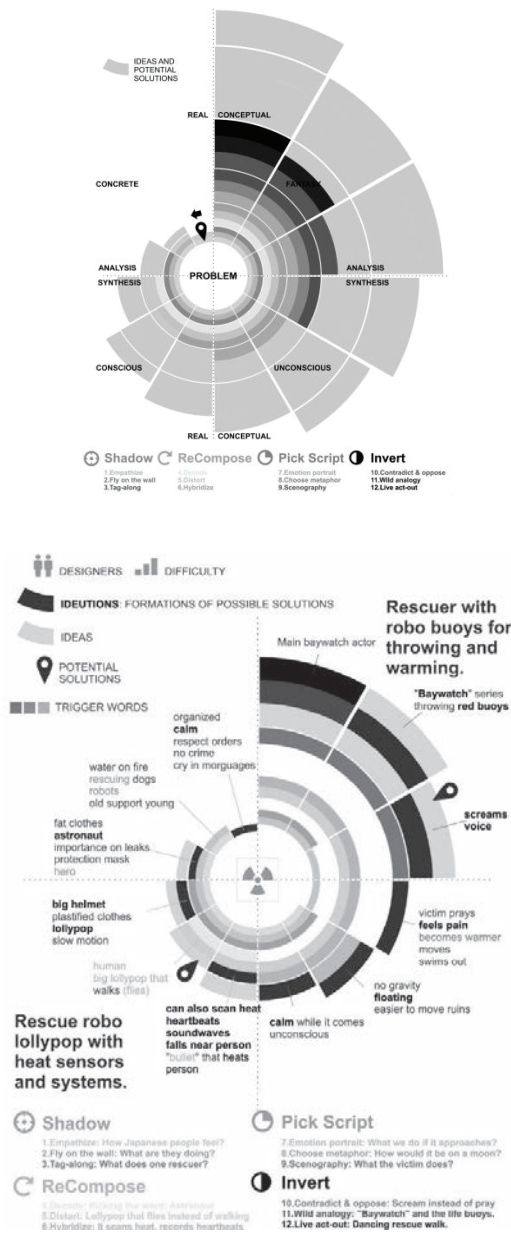 IDEAS AND
POTENTIAL
SOLUTIONS
REAL CONCEPTUAL
CONCRETE
FANTASY
ANALYSIS
SYNTHESIS
PROBLEM
ANALYSIS
SYNTHESIS
CONSCIOUS
UNCONSCIOUS
REAL CONCEPTUAL
Shadow
1.Empathize
2.Fly on the wall
3.Tag-along
ReCompose
4.Decode
5.Distort
6.Hybridize
Pick Script
7.Emotion portrait
8.Choose metaphor
9.Scenography
Invert
10.Contradict & oppose
11.Wild analogy
12.Live act-out
DESIGNERS DIFFICULTY
IDEUTIONS: FORMATIONS OF POSSIBLE SOLUTIONS
IDEAS
POTENTIAL
SOLUTIONS
TRIGGER WORDS
Rescuer with
robo buoys for
throwing and
warming.
Main baywatch actor
"Baywatch" series
throwing red buoys
organized
calm
respect orders
no crime
cry in morguages
water on fire
rescuing dogs
robots
old support young
fat clothes
astronaut
importance on leaks
protection mask
hero
screams
voice
big helmet
plastified clothes
lollypop
slow motion
victim prays
feels pain
becomes warmer
moves
swims out
human
big lollypop that
walks (flies)
no gravity
floating
easier to move ruins
can also scan heat
heartbeats
soundwaves
falls near person
"bullet" that heats
person
calm while it comes
unconscious
Rescue robo
lollypop with
heat sensors
and systems.
Shadow
1.Empathize: How Japanese people feel?
2.Fly on the wall: What are they doing?
3.Tag-along: What does one rescuer?
Pick Script
7.Emotion portrait: What we do if it approaches?
8.Choose metaphor: How would it be on a moon?
9.Scenography: What the victim does?
ReCompose
5.Distort: Lollypop that flies instead of walking
6.Hybridize: It scans heat, records heartbeats
Invert
10.Contradict & oppose: Scream instead of pray
11.Wild analogy: "Baywatch" and the life buoys.
12.Live act-out: Dancing rescue walk.